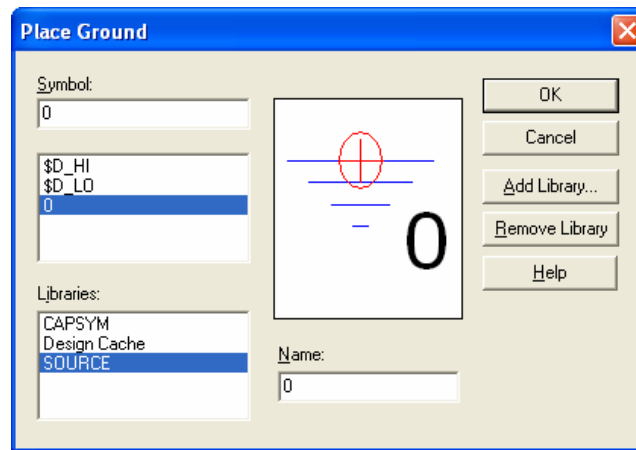 Place Ground
Symbol:
0
$D_HI
$D_LO
0
Libraries:
CAPSYM
Design Cache
SOURCE
0
Name:
0
OK
Cancel
Add Library...
Remove Library
Help